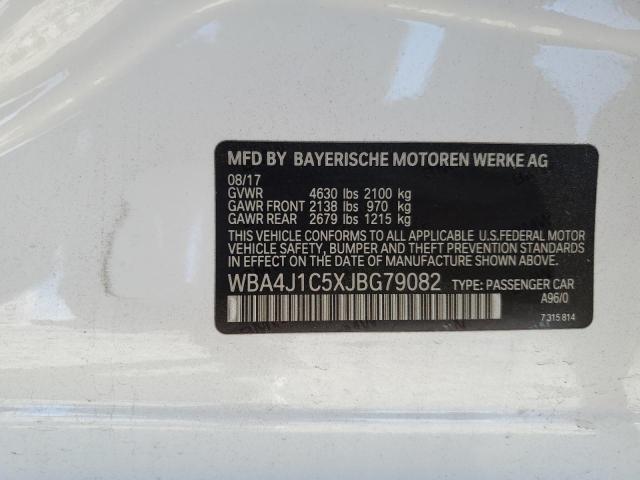 MFD BY BAYERISCHE MOTOREN WERKE AG
08/17
GVWR 4630 lbs 2100 kg
GAWR FRONT 2138 lbs 970 kg
GAWR REAR 2679 lbs 1215 kg
THIS VEHICLE CONFORMS TO ALL APPLICABLE U.S.FEDERAL MOTOR
VEHICLE SAFETY, BUMPER AND THEFT PREVENTION STANDARDS IN
EFFECT ON THE DATE OF MANUFACTURE SHOWN ABOVE.
WBA4J1C5XJBG79082 TYPE: PASSENGER CAR
A96/0
7 315 814